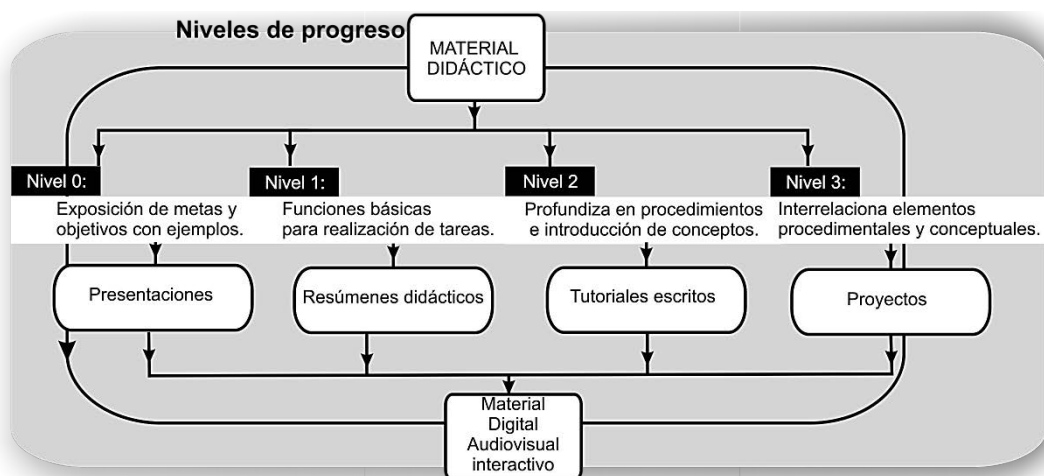 Niveles de progreso
MATERIAL
DIDÁCTICO
Nivel 0:
Exposición de metas y
objetivos con ejemplos.
Nivel 1:
Funciones básicas
para realización de tareas.
Nivel 2
Profundiza en procedimientos
e introducción de conceptos.
Nivel 3:
Interrelaciona elementos
procedimentales y conceptuales.
Presentaciones
Resúmenes didácticos
Tutoriales escritos
Proyectos
Material
Digital
Audiovisual
interactivo